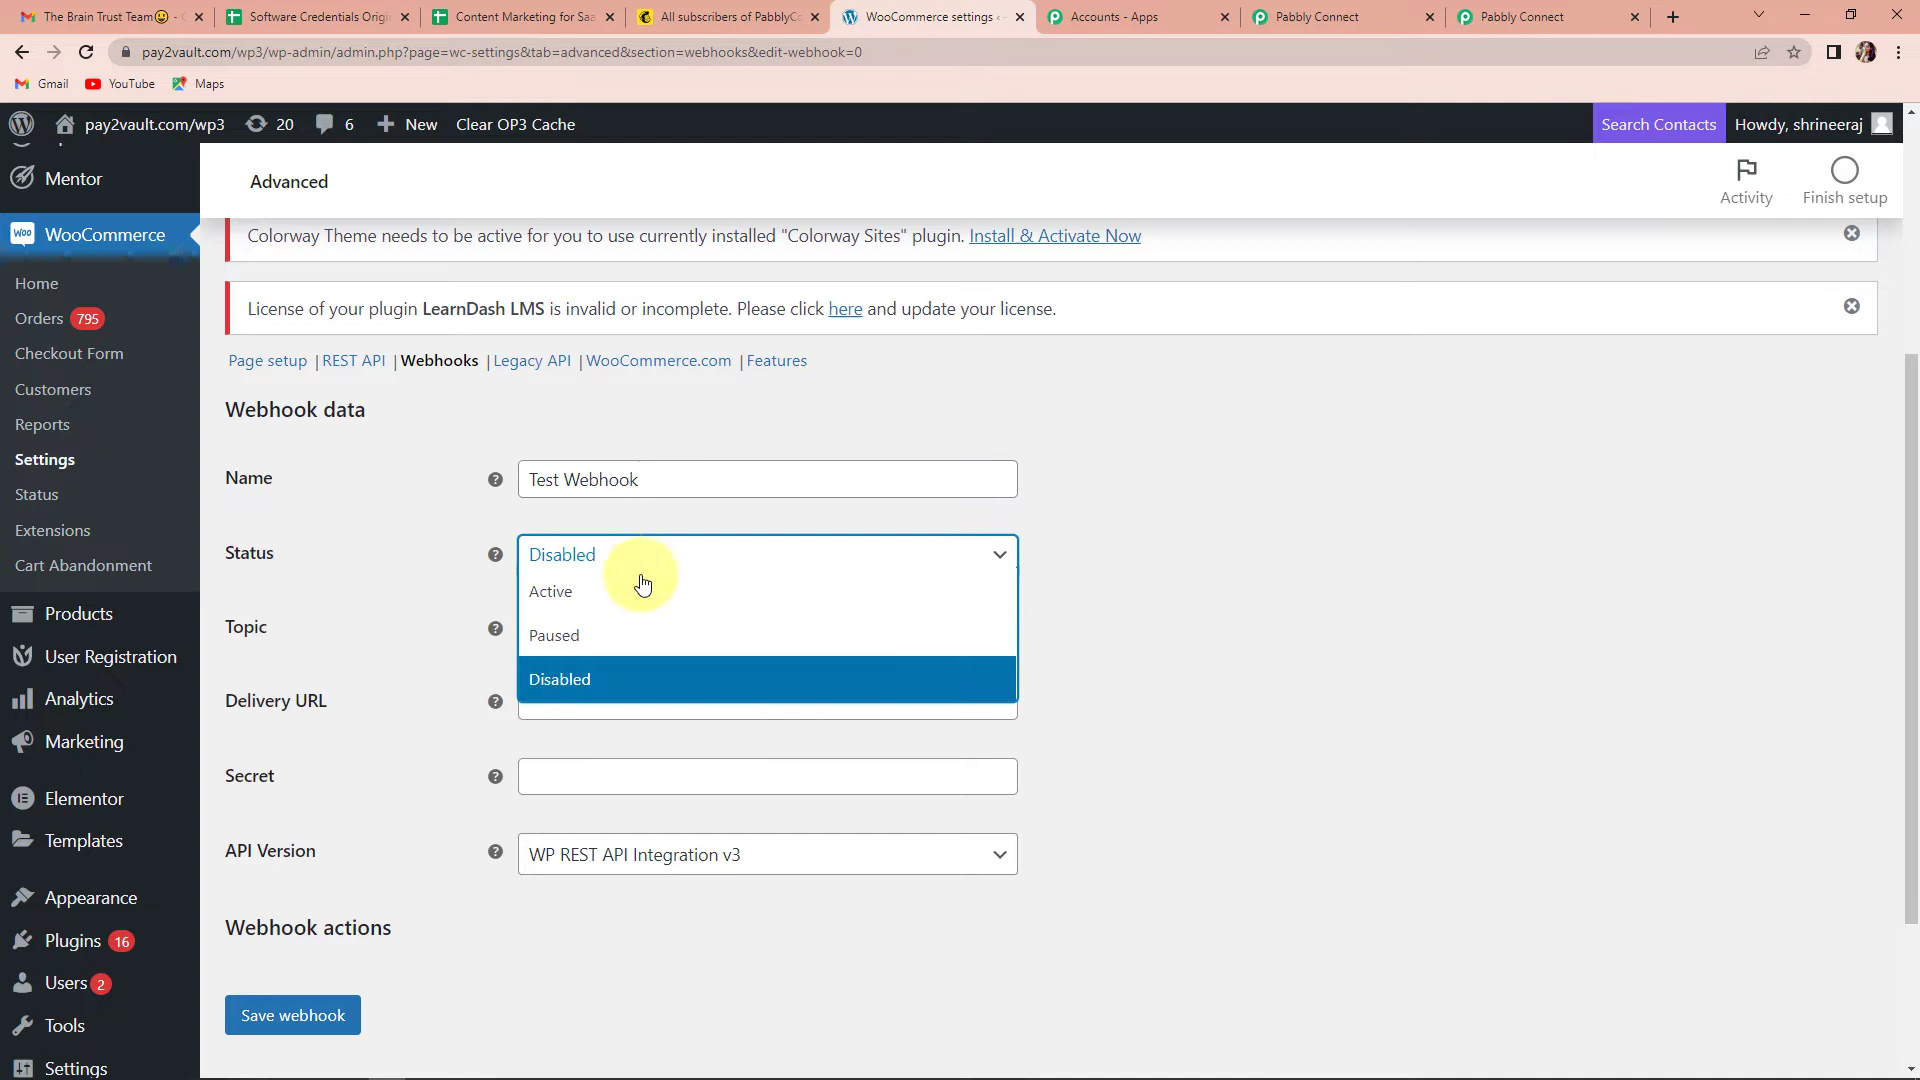 The Brain Trust Team😀 - G
Software Credentials Origi
Content Marketing for Saa
All subscribers of PabblyCo
WooCommerce settings ‹
Accounts - Apps
Pabbly Connect
Pabbly Connect
pay2vault.com/wp3/wp-admin/admin.php?page=wc-settings&tab=advanced&section=webhooks&edit-webhook=0
Gmail
YouTube
Maps
pay2vault.com/wp3
20
6
New
Clear OP3 Cache
Search Contacts
Howdy, shrineeraj
Mentor
WooCommerce
Home
Orders 795
Checkout Form
Customers
Reports
Settings
Status
Extensions
Cart Abandonment
Products
User Registration
Analytics
Marketing
Elementor
Templates
Appearance
Plugins 16
Users 2
Tools
Settings
Advanced
Activity
Finish setup
Colorway Theme needs to be active for you to use currently installed "Colorway Sites" plugin. Install & Activate Now
License of your plugin LearnDash LMS is invalid or incomplete. Please click here and update your license.
Page setup | REST API | Webhooks | Legacy API | WooCommerce.com | Features
Webhook data
Name
Test Webhook
Status
Disabled
Active
Paused
Disabled
Topic
Delivery URL
Secret
API Version
WP REST API Integration v3
Webhook actions
Save webhook